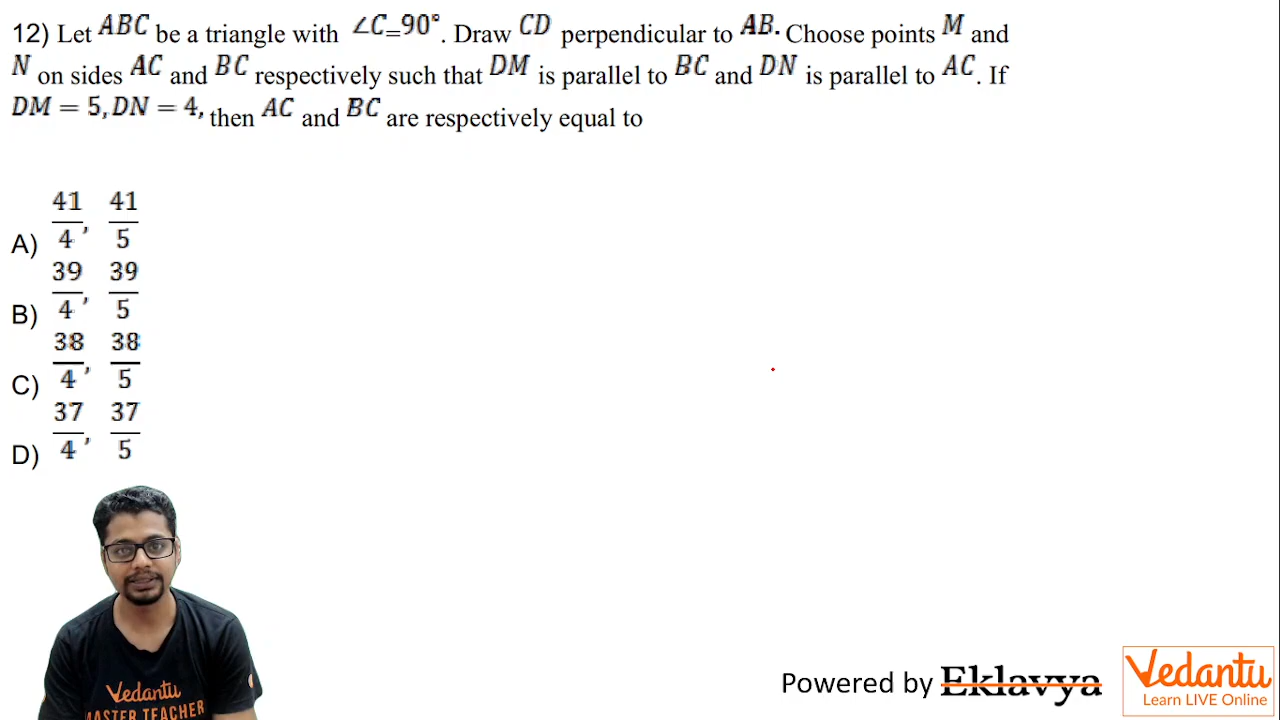 12) Let ABC be a triangle with ∠C=90°. Draw CD perpendicular to AB. Choose points M and
N on sides AC and BC respectively such that DM is parallel to BC and DN is parallel to AC. If
DM = 5, DN = 4, then AC and BC are respectively equal to
A) 41/4, 41/5
B) 39/4, 39/5
C) 38/4, 38/5
D) 37/4, 37/5
Vedantu
MASTER TEACHER
Powered by Eklavya
Vedantu
Learn LIVE Online